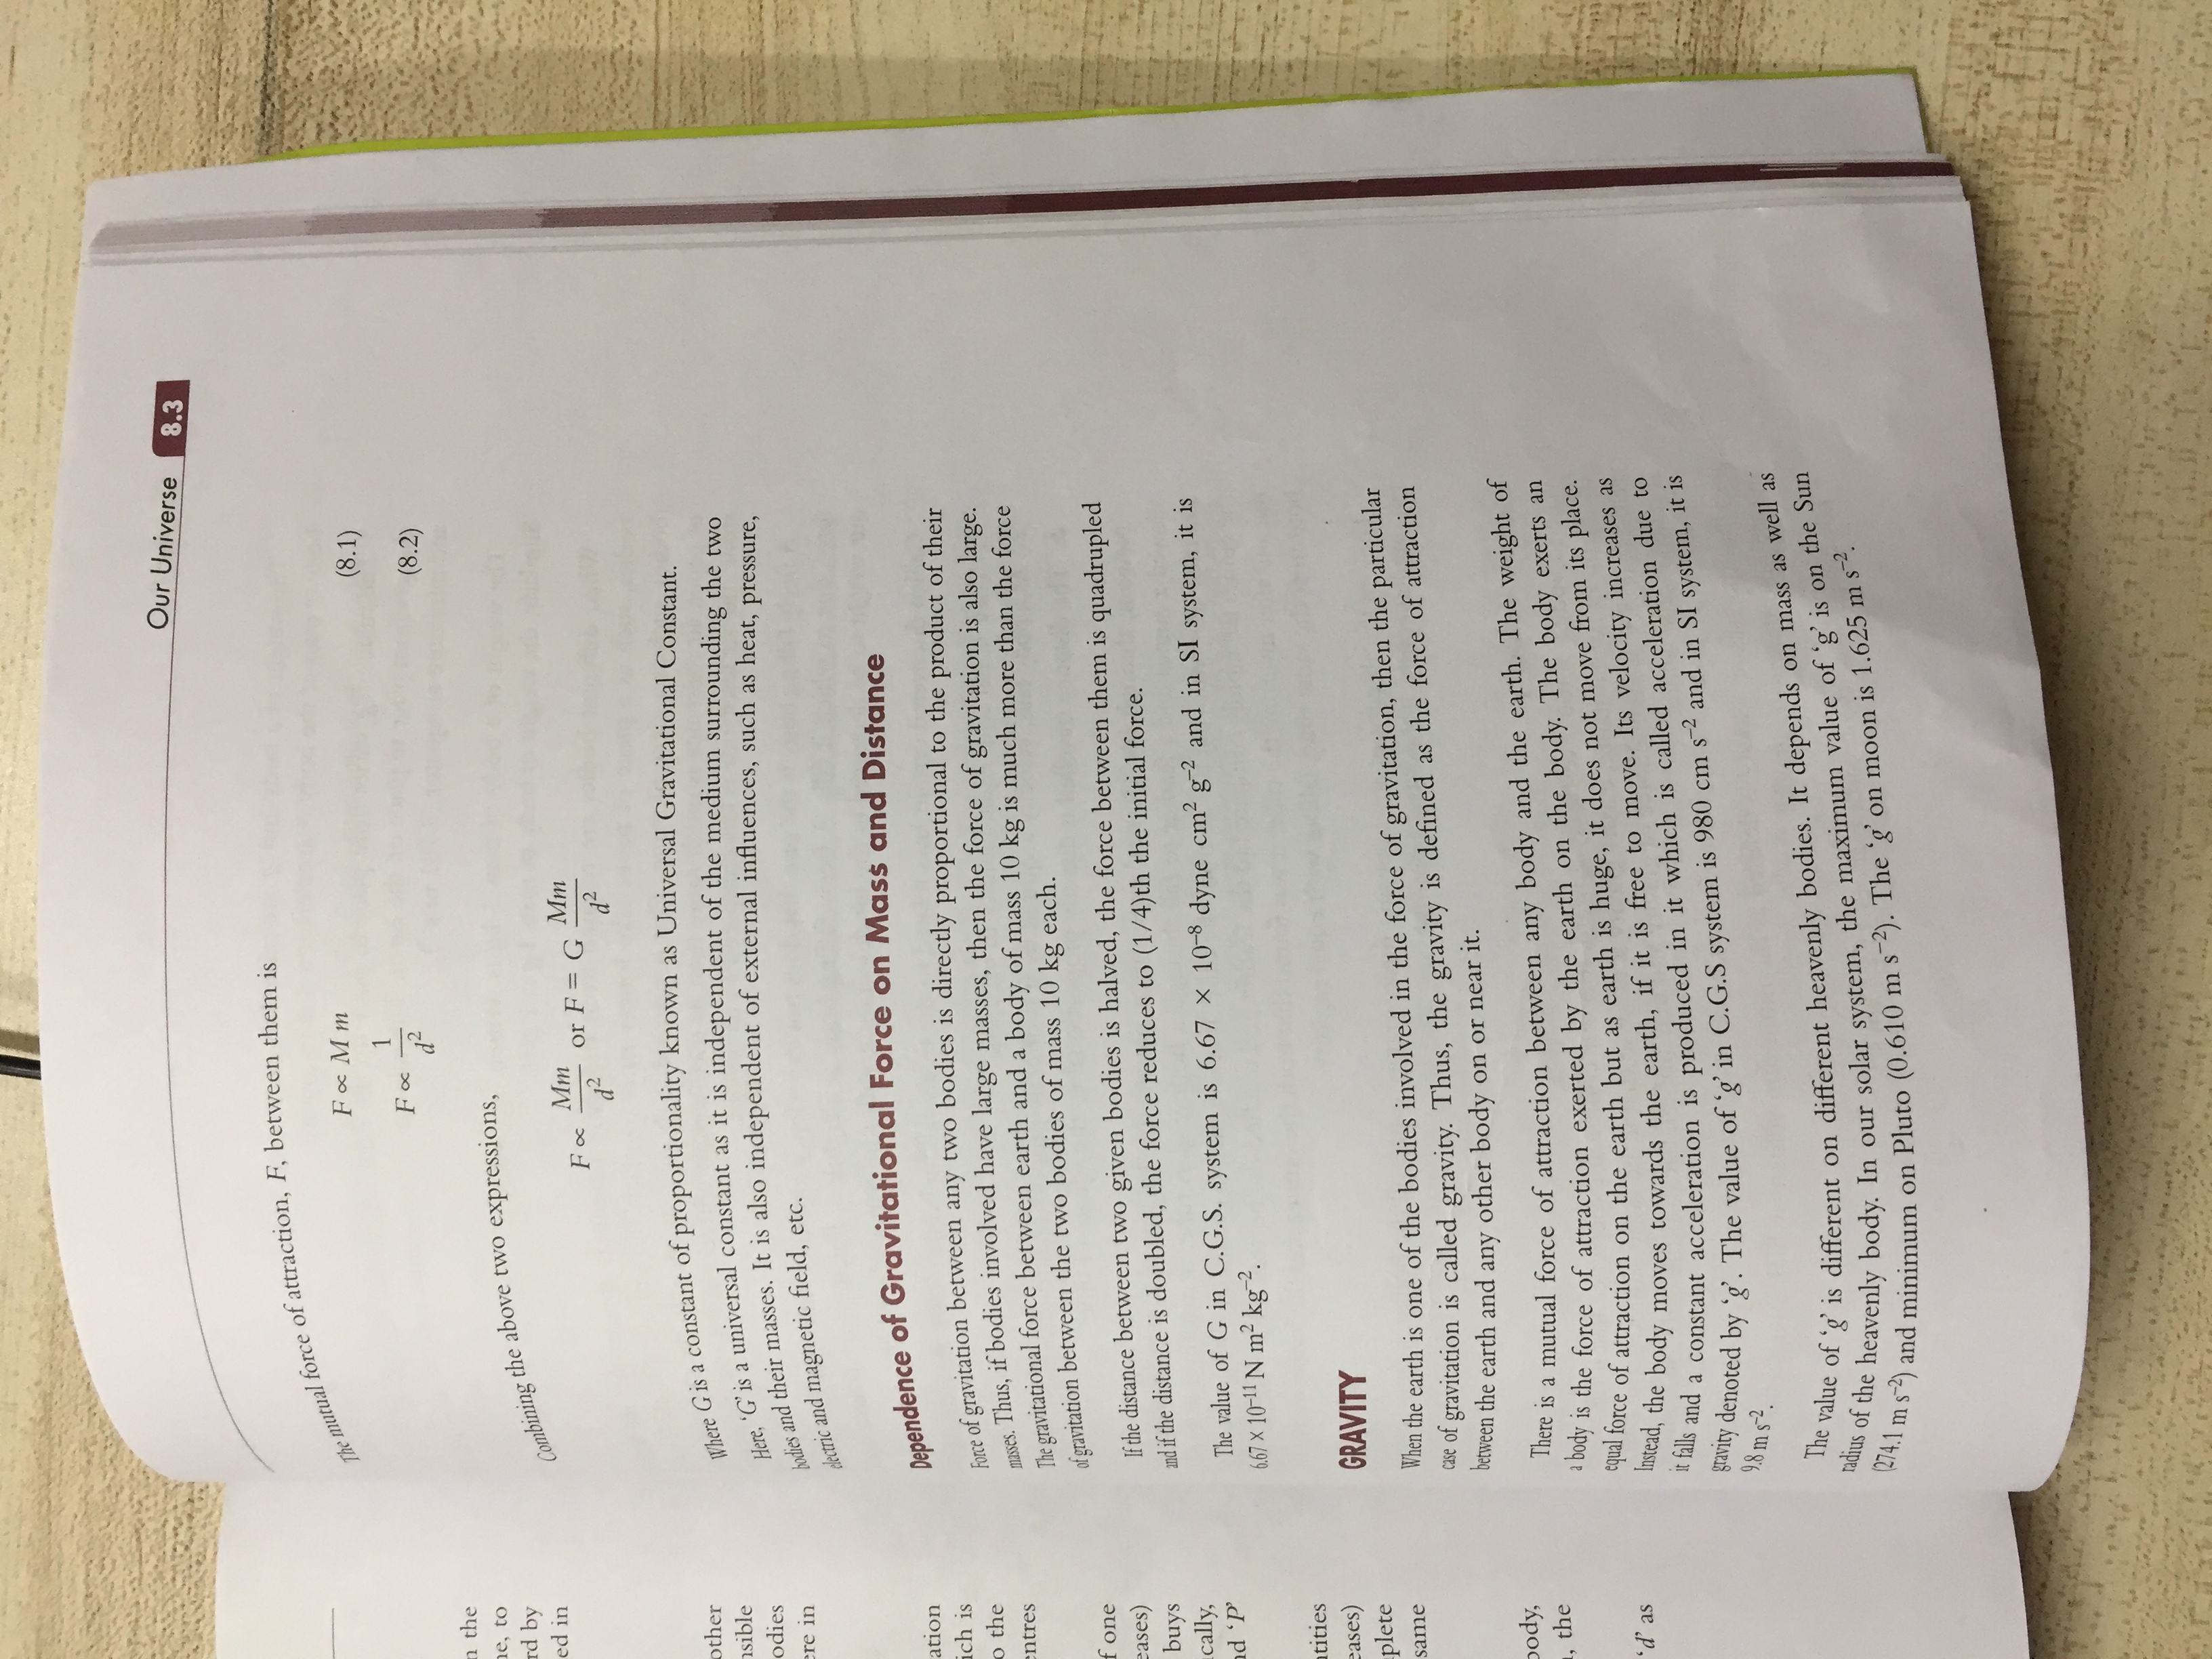 n the
ne, to
rd by
ed in
other
nsible
odies
ere in
ation
ich is
o the
entres
f one
eases)
buys
cally,
nd ‘P’
ntities
eases)
plete
same
body,
, the
‘d’ as
Our Universe 8.3
The mutual force of attraction, F, between them is
F ∝ M m (8.1)
F ∝ 1/d² (8.2)
Combining the above two expressions,
F ∝ Mm/d² or F = G Mm/d²
Where G is a constant of proportionality known as Universal Gravitational Constant.
Here, ‘G’ is a universal constant as it is independent of the medium surrounding the two
bodies and their masses. It is also independent of external influences, such as heat, pressure,
electric and magnetic field, etc.
Dependence of Gravitational Force on Mass and Distance
Force of gravitation between any two bodies is directly proportional to the product of their
masses. Thus, if bodies involved have large masses, then the force of gravitation is also large.
The gravitational force between earth and a body of mass 10 kg is much more than the force
of gravitation between the two bodies of mass 10 kg each.
If the distance between two given bodies is halved, the force between them is quadrupled
and if the distance is doubled, the force reduces to (1/4)th the initial force.
The value of G in C.G.S. system is 6.67 × 10⁻⁸ dyne cm² g⁻² and in SI system, it is
6.67 × 10⁻¹¹ N m² kg⁻².
GRAVITY
When the earth is one of the bodies involved in the force of gravitation, then the particular
case of gravitation is called gravity. Thus, the gravity is defined as the force of attraction
between the earth and any other body on or near it.
There is a mutual force of attraction between any body and the earth. The weight of
a body is the force of attraction exerted by the earth on the body. The body exerts an
equal force of attraction on the earth but as earth is huge, it does not move from its place.
Instead, the body moves towards the earth, if it is free to move. Its velocity increases as
it falls and a constant acceleration is produced in it which is called acceleration due to
gravity denoted by ‘g’. The value of ‘g’ in C.G.S system is 980 cm s⁻² and in SI system, it is
9.8 m s⁻².
The value of ‘g’ is different on different heavenly bodies. It depends on mass as well as
radius of the heavenly body. In our solar system, the maximum value of ‘g’ is on the Sun
(274.1 m s⁻²) and minimum on Pluto (0.610 m s⁻²). The ‘g’ on moon is 1.625 m s⁻².